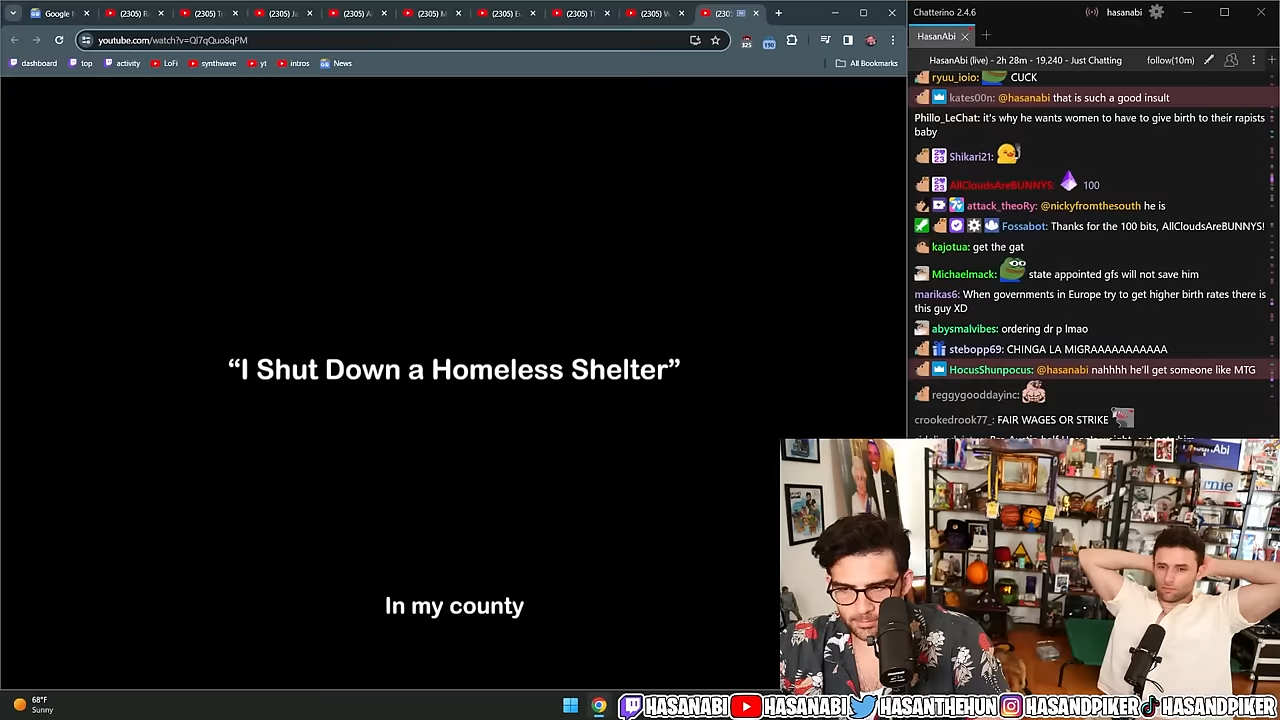 Google
(2305)
(2305)
(2305)
(2305)
(2305)
(2305)
(2305)
(2305)
(2305)
youtube.com/watch?v=Ql7qQuo8qPM
325
190
dashboard
top
activity
LoFi
synthwave
yt
intros
News
All Bookmarks
“I Shut Down a Homeless Shelter”
In my county
Chatterino 2.4.6
hasanabi
HasanAbi
HasanAbi (live) - 2h 28m - 19,240 - Just Chatting
follow(10m)
ryuu_ioio: CUCK
kates00n: @hasanabi that is such a good insult
Phillo_LeChat: it's why he wants women to have to give birth to their rapists
baby
Shikari21:
AllCloudsAreBUNNYS: 100
attack_theoRy: @nickyfromthesouth he is
Fossabot: Thanks for the 100 bits, AllCloudsAreBUNNYS!
kajotua: get the gat
Michaelmack: state appointed gfs will not save him
marikas6: When governments in Europe try to get higher birth rates there is
this guy XD
abysmalvibes: ordering dr p lmao
stebopp69: CHINGA LA MIGRAAAAAAAAAA
HocusShunpocus: @hasanabi nahhhh he'll get someone like MTG
reggygooddayinc:
crookedrook77_: FAIR WAGES OR STRIKE
68°F
Sunny
HASANABI
HASANABI
HASANTHEHUN
HASANDPIKER
HASANDPIKER